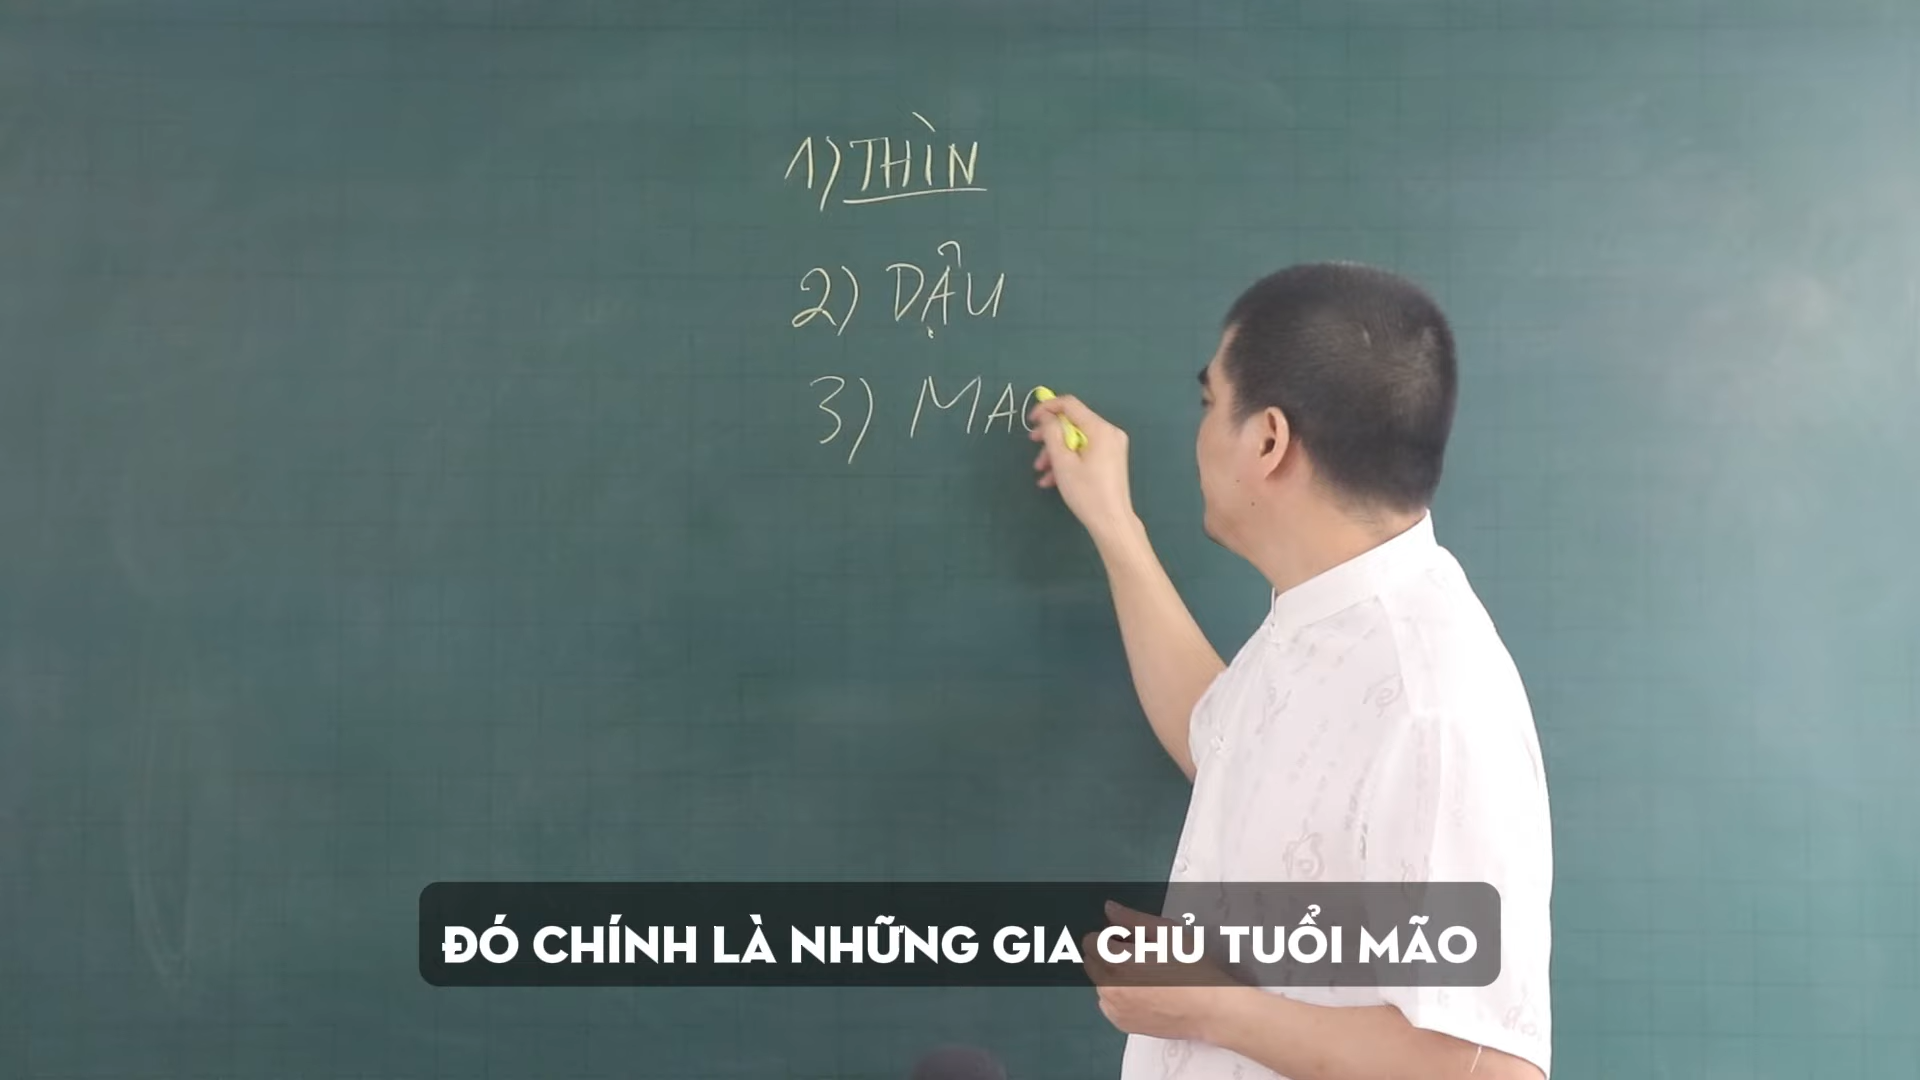 1) THÌN
2) DẬU
3) MAO
ĐÓ CHÍNH LÀ NHỮNG GIA CHỦ TUỔI MÃO